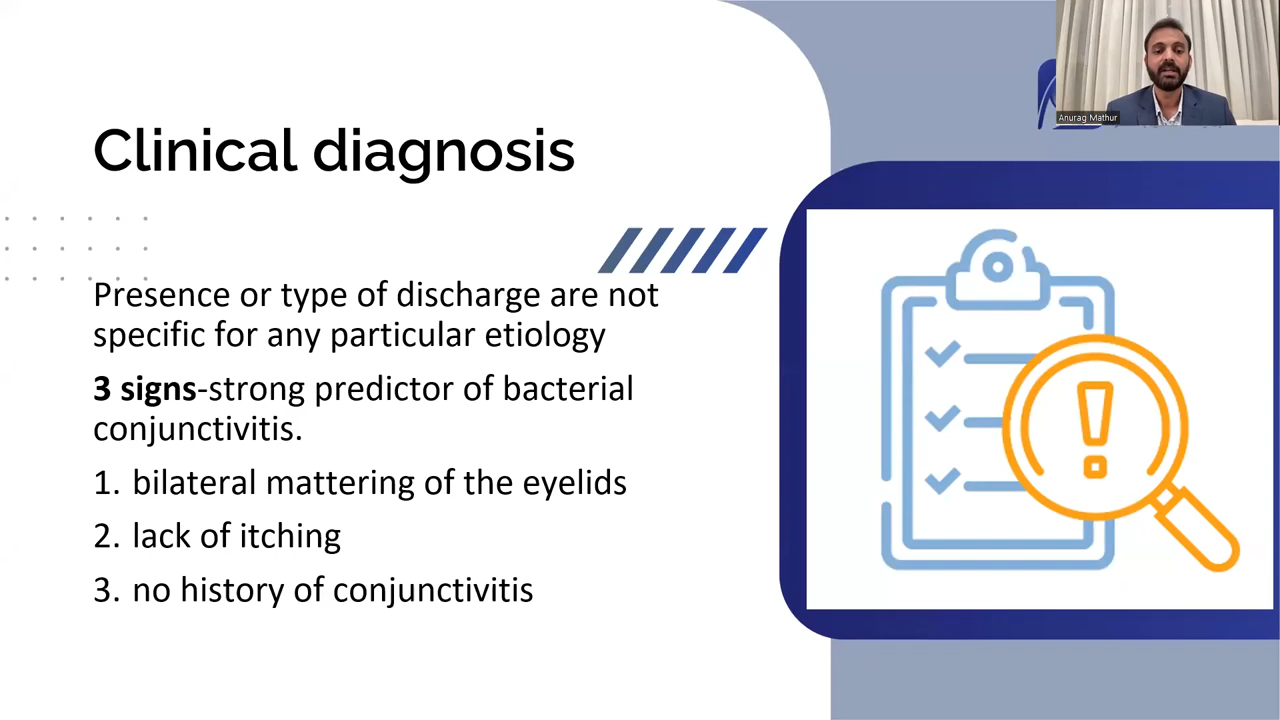 Anurag Mathur
Clinical diagnosis
Presence or type of discharge are not
specific for any particular etiology
3 signs-strong predictor of bacterial
conjunctivitis.
1. bilateral mattering of the eyelids
2. lack of itching
3. no history of conjunctivitis